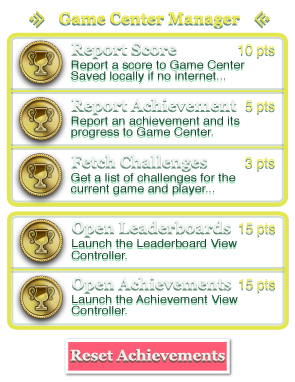 Game Center Manager
Report Score 10 pts
Report a score to Game Center
Saved locally if no internet...
Report Achievement 5 pts
Report an achievement and its
progress to Game Center.
Fetch Challenges 3 pts
Get a list of challenges for the
current game and player...
Open Leaderboards 15 pts
Launch the Leaderboard View
Controller.
Open Achievements 15 pts
Launch the Achievement View
Controller.
Reset Achievements